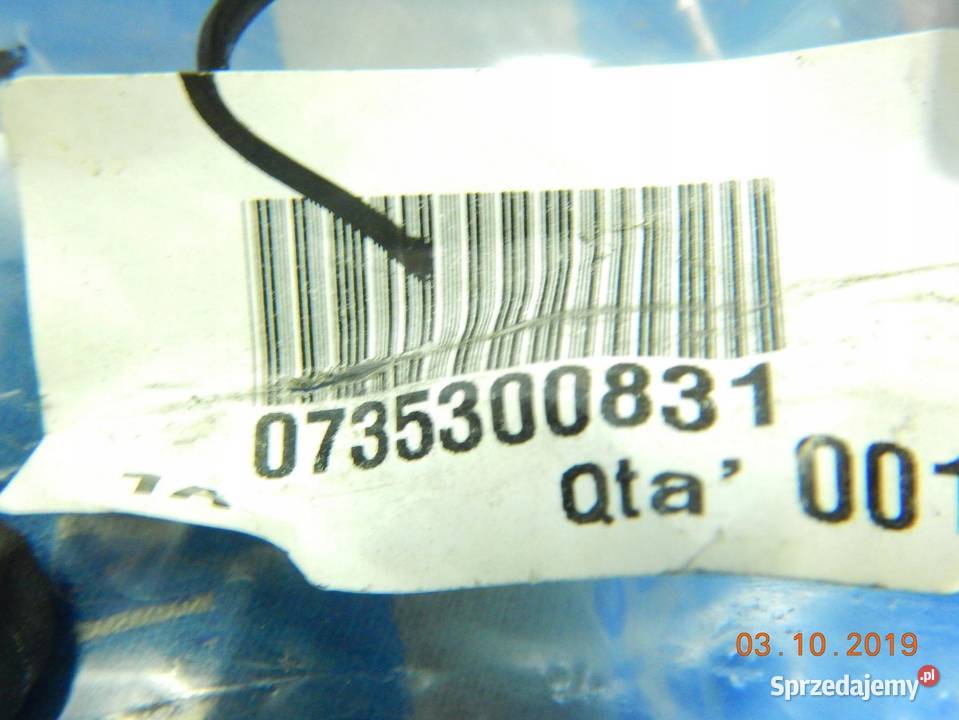 0735300831
Qta' 001
03.10.2019
Sprzedajemy.pl